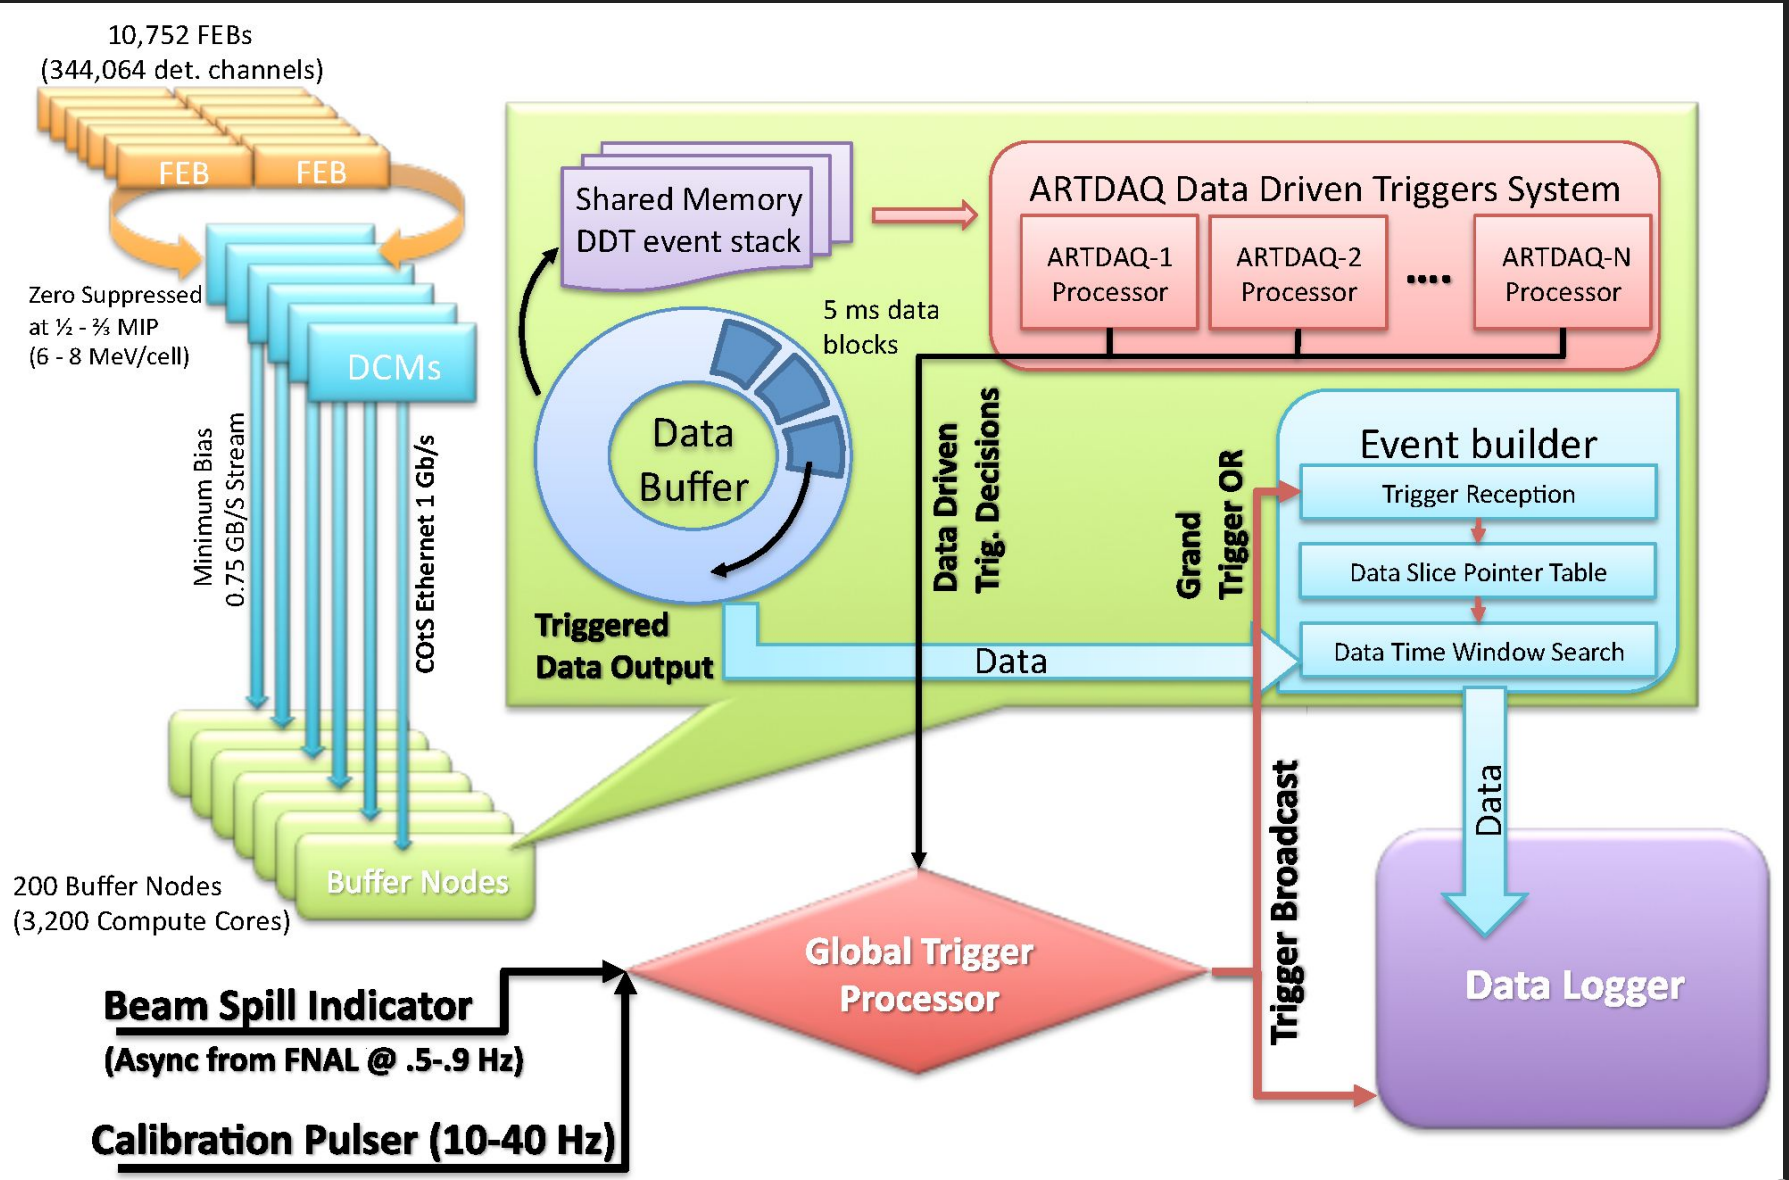 10,752 FEBs
(344,064 det. channels)
FEB
FEB
Zero Suppressed
at ½ - ⅔ MIP
(6 - 8 MeV/cell)
DCMs
Minimum Bias
0.75 GB/S Stream
COtS Ethernet 1 Gb/s
200 Buffer Nodes
(3,200 Compute Cores)
Buffer Nodes
Shared Memory
DDT event stack
5 ms data
blocks
Data
Buffer
Triggered
Data Output
Data
ARTDAQ Data Driven Triggers System
ARTDAQ-1
Processor
ARTDAQ-2
Processor
....
ARTDAQ-N
Processor
Data Driven
Trig. Decisions
Grand
Trigger OR
Event builder
Trigger Reception
Data Slice Pointer Table
Data Time Window Search
Data
Trigger Broadcast
Global Trigger
Processor
Data Logger
Beam Spill Indicator
(Async from FNAL @ .5-.9 Hz)
Calibration Pulser (10-40 Hz)